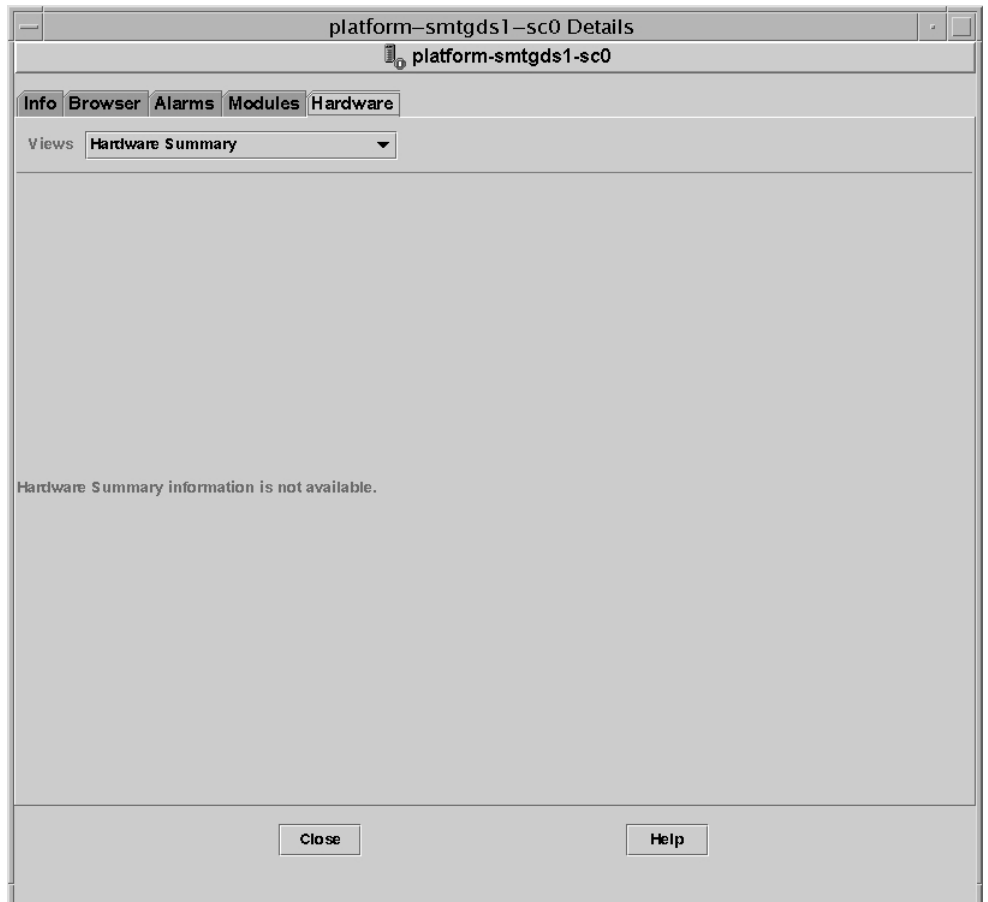 platform-smtgds1-sc0 Details
platform-smtgds1-sc0
Info Browser Alarms Modules Hardware
Views Hardware Summary
Hardware Summary information is not available.
Close Help